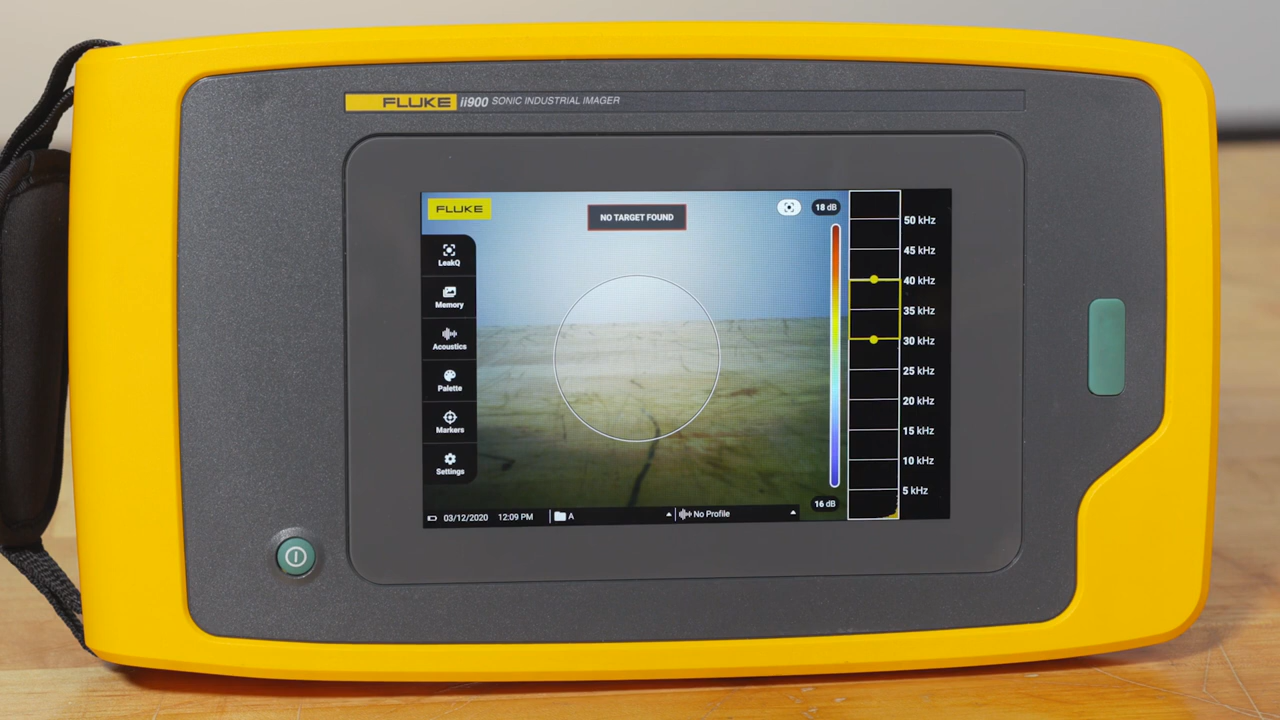 FLUKE ii900 SONIC INDUSTRIAL IMAGER
FLUKE
NO TARGET FOUND
18 dB
LeakQ
Memory
Acoustics
Palette
Markers
Settings
50 kHz
45 kHz
40 kHz
35 kHz
30 kHz
25 kHz
20 kHz
15 kHz
10 kHz
5 kHz
16 dB
03/12/2020 12:09 PM A No Profile